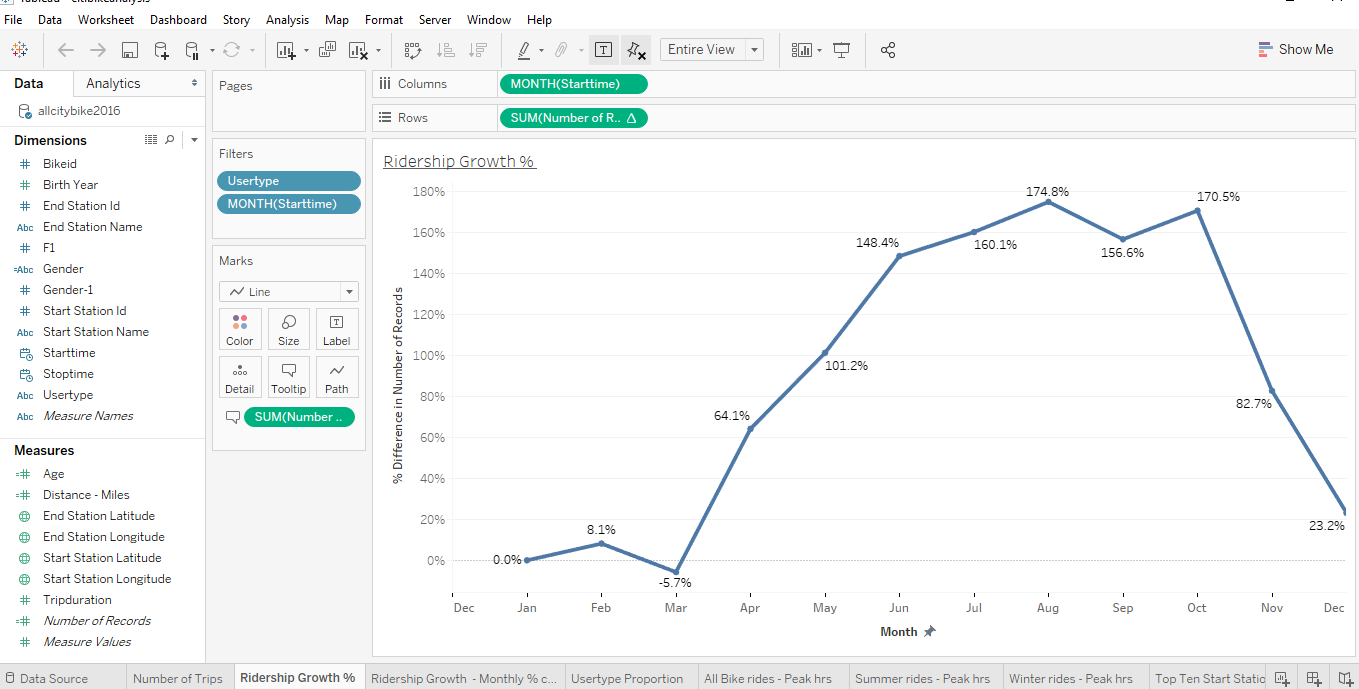 Tableau - citibikeanalysis
File Data Worksheet Dashboard Story Analysis Map Format Server Window Help
Entire View
Show Me
Data Analytics
allcitybike2016
Dimensions
Bikeid
Birth Year
End Station Id
Abc End Station Name
F1
=Abc Gender
Gender-1
Start Station Id
Abc Start Station Name
Starttime
Stoptime
Abc Usertype
Abc Measure Names
Measures
Age
Distance - Miles
End Station Latitude
End Station Longitude
Start Station Latitude
Start Station Longitude
Tripduration
Number of Records
Measure Values
Pages
Filters
Usertype
MONTH(Starttime)
Marks
Line
Color Size Label
Detail Tooltip Path
SUM(Number ..
Columns MONTH(Starttime)
Rows SUM(Number of R.. Δ
Ridership Growth %
% Difference in Number of Records
180%
160%
140%
120%
100%
80%
60%
40%
20%
0%
0.0%
8.1%
-5.7%
64.1%
101.2%
148.4%
160.1%
174.8%
156.6%
170.5%
82.7%
23.2%
Dec Jan Feb Mar Apr May Jun Jul Aug Sep Oct Nov Dec
Month
Data Source Number of Trips Ridership Growth % Ridership Growth - Monthly % c... Usertype Proportion All Bike rides - Peak hrs Summer rides - Peak hrs Winter rides - Peak hrs Top Ten Start Statio